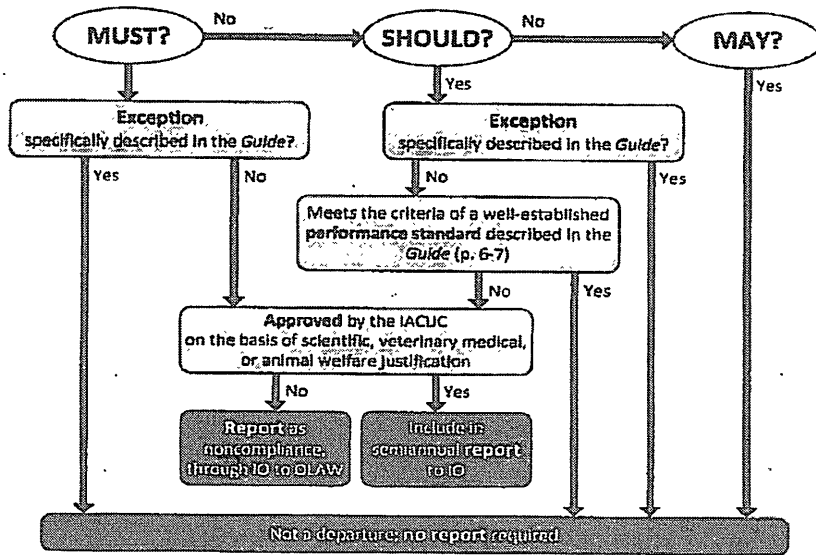 MUST?
No
SHOULD?
No
MAY?
Yes
Yes
Exception
specifically described in the Guide?
Exception
specifically described in the Guide?
Yes
No
No
Yes
Meets the criteria of a well-established
performance standard described in the
Guide (p. 6-7)
No
Yes
Approved by the IACUC
on the basis of scientific, veterinary medical,
or animal welfare justification
No
Yes
Report as
noncompliance,
through IO to OLAW
Include in
semiannual report
to IO
Not a departure; no report required